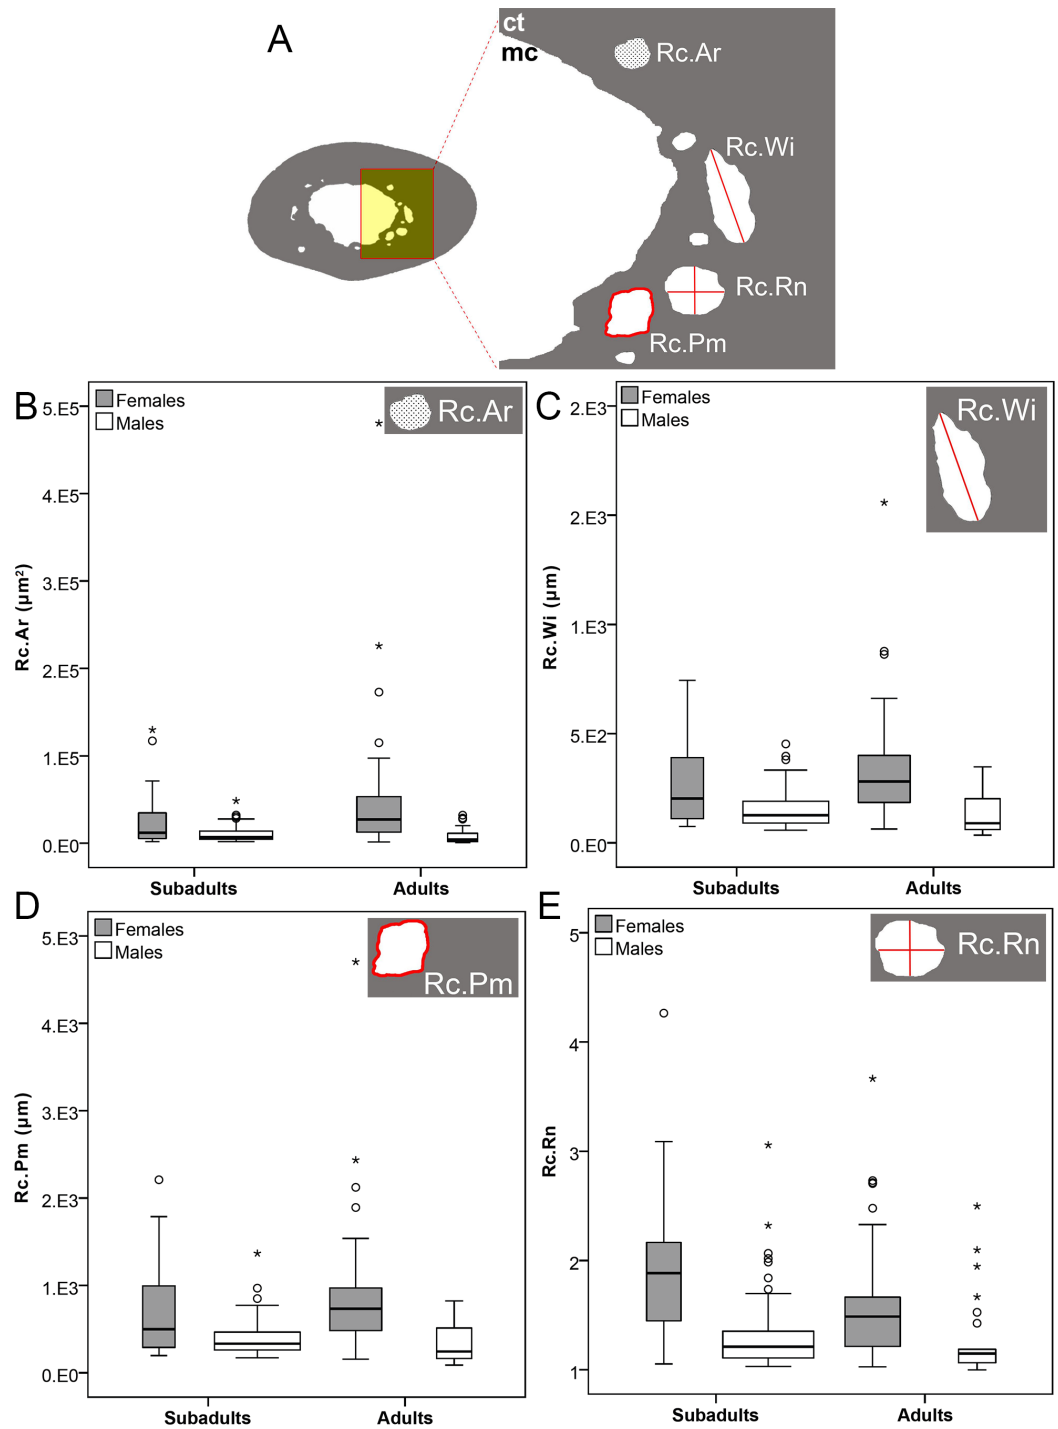 A
ct
mc
Rc.Ar
Rc.Wi
Rc.Rn
Rc.Pm
B
Females
Males
Rc.Ar
5.E5
4.E5
3.E5
2.E5
1.E5
0.E0
Rc.Ar (µm²)
Subadults Adults
C
Females
Males
Rc.Wi
2.E3
2.E3
1.E3
5.E2
0.E0
Rc.Wi (µm)
Subadults Adults
D
Females
Males
Rc.Pm
5.E3
4.E3
3.E3
2.E3
1.E3
0.E0
Rc.Pm (µm)
Subadults Adults
E
Females
Males
Rc.Rn
5
4
3
2
1
Rc.Rn
Subadults Adults